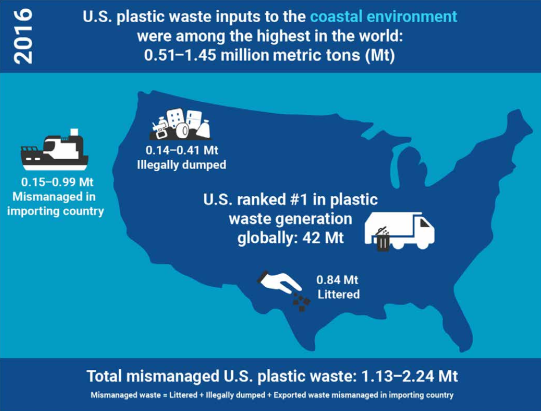 2016
U.S. plastic waste inputs to the coastal environment
were among the highest in the world:
0.51–1.45 million metric tons (Mt)
0.14–0.41 Mt
Illegally dumped
0.15–0.99 Mt
Mismanaged in
importing country
U.S. ranked #1 in plastic
waste generation
globally: 42 Mt
0.84 Mt
Littered
Total mismanaged U.S. plastic waste: 1.13–2.24 Mt
Mismanaged waste = Littered + Illegally dumped + Exported waste mismanaged in importing country